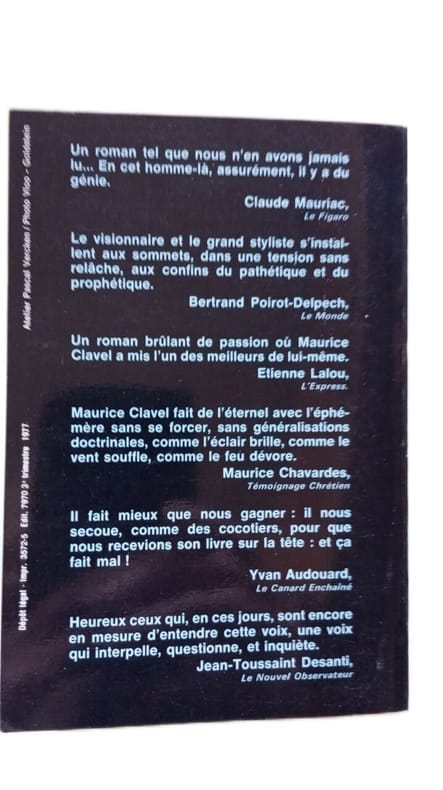 Un roman tel que nous n'en avons jamais
lu... En cet homme-là, assurément, il y a du
génie.
Claude Mauriac,
Le Figaro
Le visionnaire et le grand styliste s'instal-
lent aux sommets, dans une tension sans
relâche, aux confins du pathétique et du
prophétique.
Bertrand Poirot-Delpech,
Le Monde
Un roman brûlant de passion où Maurice
Clavel a mis l'un des meilleurs de lui-même.
Etienne Lalou,
L'Express.
Maurice Clavel fait de l'éternel avec l'éphé-
mère sans se forcer, sans généralisations
doctrinales, comme l'éclair brille, comme le
vent souffle, comme le feu dévore.
Maurice Chavardes,
Témoignage Chrétien
Il fait mieux que nous gagner : il nous
secoue, comme des cocotiers, pour que
nous recevions son livre sur la tête : et ça
fait mal !
Yvan Audouard,
Le Canard Enchaîné
Heureux ceux qui, en ces jours, sont encore
en mesure d'entendre cette voix, une voix
qui interpelle, questionne, et inquiète.
Jean-Toussaint Desanti,
Le Nouvel Observateur
Atelier Pascal Vercken / Photo Vloo - Goldstein
Dépôt légal - Impr. 3572-5 Edit. 7970 3e trimestre 1977